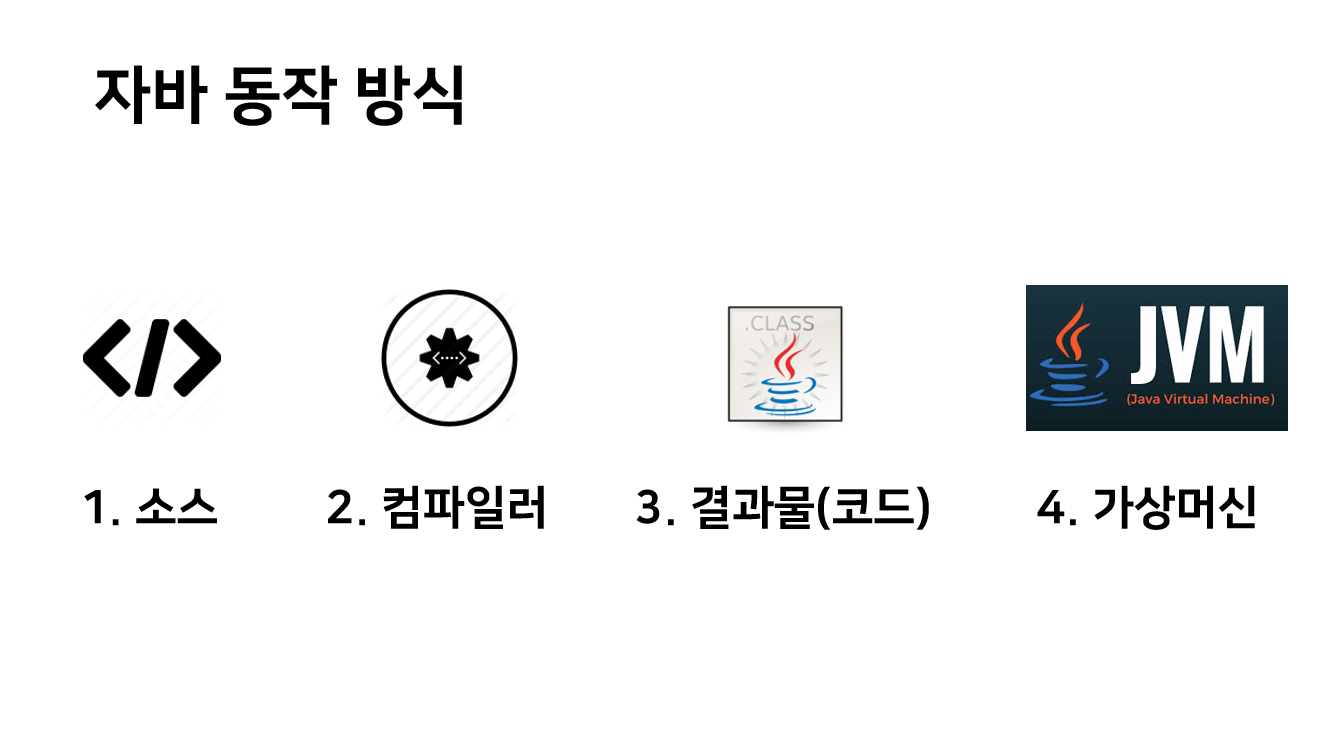 자바 동작 방식
.CLASS
JVM
(Java Virtual Machine)
1. 소스
2. 컴파일러
3. 결과물(코드)
4. 가상머신